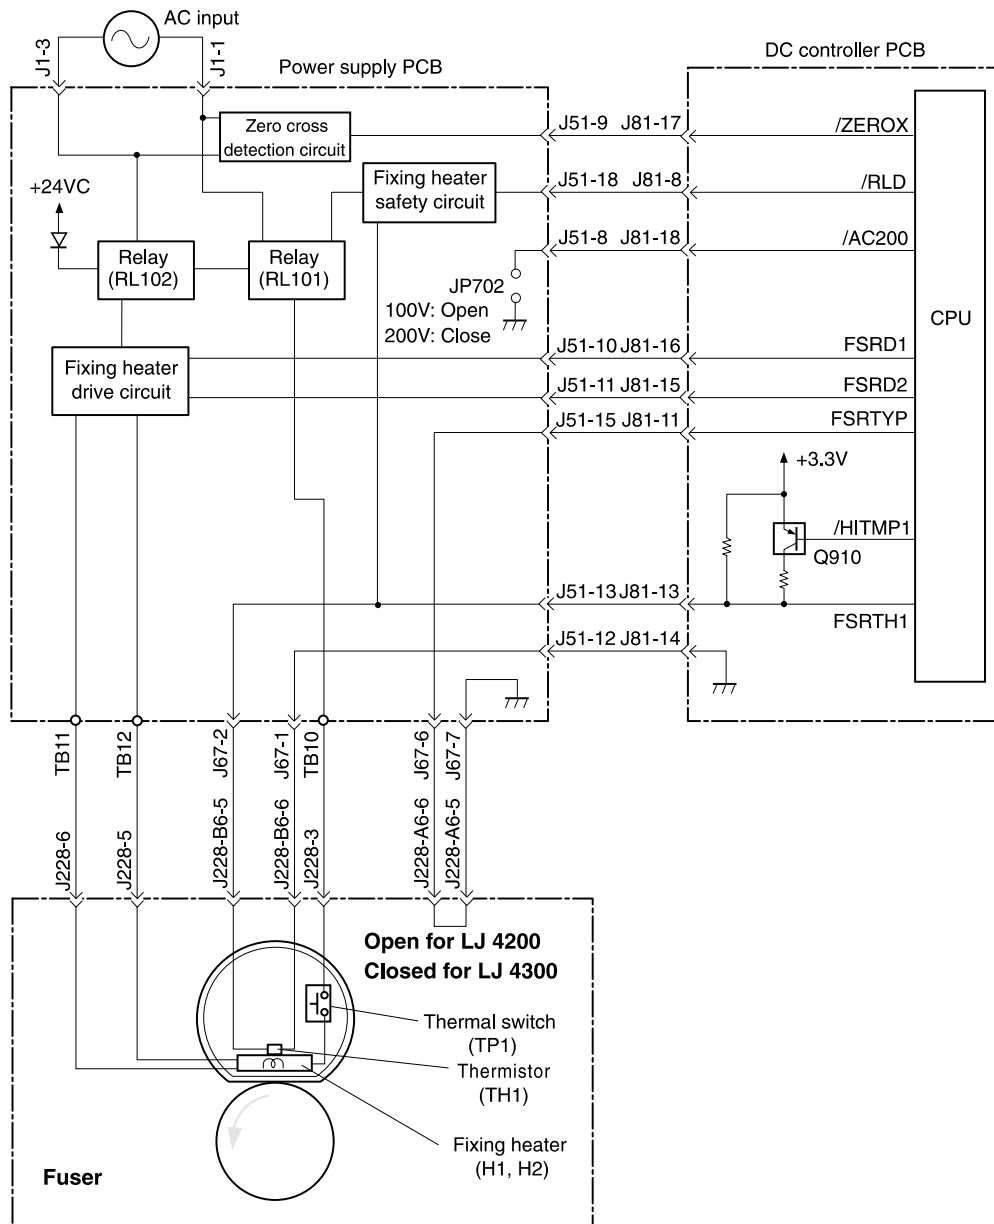 AC input
J1-3
J1-1
Power supply PCB
DC controller PCB
Zero cross
detection circuit
J51-9 J81-17
/ZEROX
+24VC
Fixing heater
safety circuit
J51-18 J81-8
/RLD
Relay
(RL102)
Relay
(RL101)
J51-8 J81-18
/AC200
JP702
100V: Open
200V: Close
CPU
Fixing heater
drive circuit
J51-10 J81-16
FSRD1
J51-11 J81-15
FSRD2
J51-15 J81-11
FSRTYP
+3.3V
/HITMP1
Q910
J51-13 J81-13
FSRTH1
J51-12 J81-14
TB11
TB12
J67-2
J67-1
TB10
J67-6
J67-7
J228-6
J228-5
J228-B6-5
J228-B6-6
J228-3
J228-A6-6
J228-A6-5
Open for LJ 4200
Closed for LJ 4300
Thermal switch
(TP1)
Thermistor
(TH1)
Fixing heater
(H1, H2)
Fuser